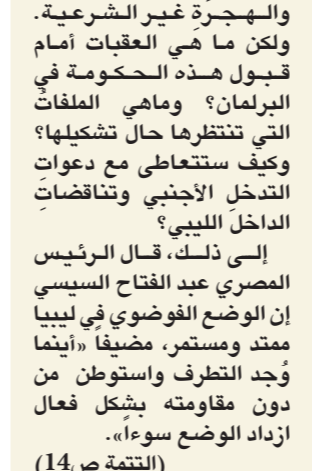 والهجرة غير الشرعية.
ولكن ما هي العقبات أمام
قبول هذه الحكومة في
البرلمان؟ وماهي الملفاتُ
التي تنتظرها حال تشكيلها؟
وكيف ستتعاطى مع دعواتِ
التدخلِ الأجنبي وتناقضاتِ
الداخلَ الليبي؟
إلى ذلك، قال الرئيس
المصري عبد الفتاح السيسي
إن الوضع الفوضوي في ليبيا
ممتد ومستمر، مضيفاً «أينما
وُجد التطرف واستوطن من
دون مقاومته بشكل فعال
ازداد الوضع سوءاً».
(التتمة ص14)